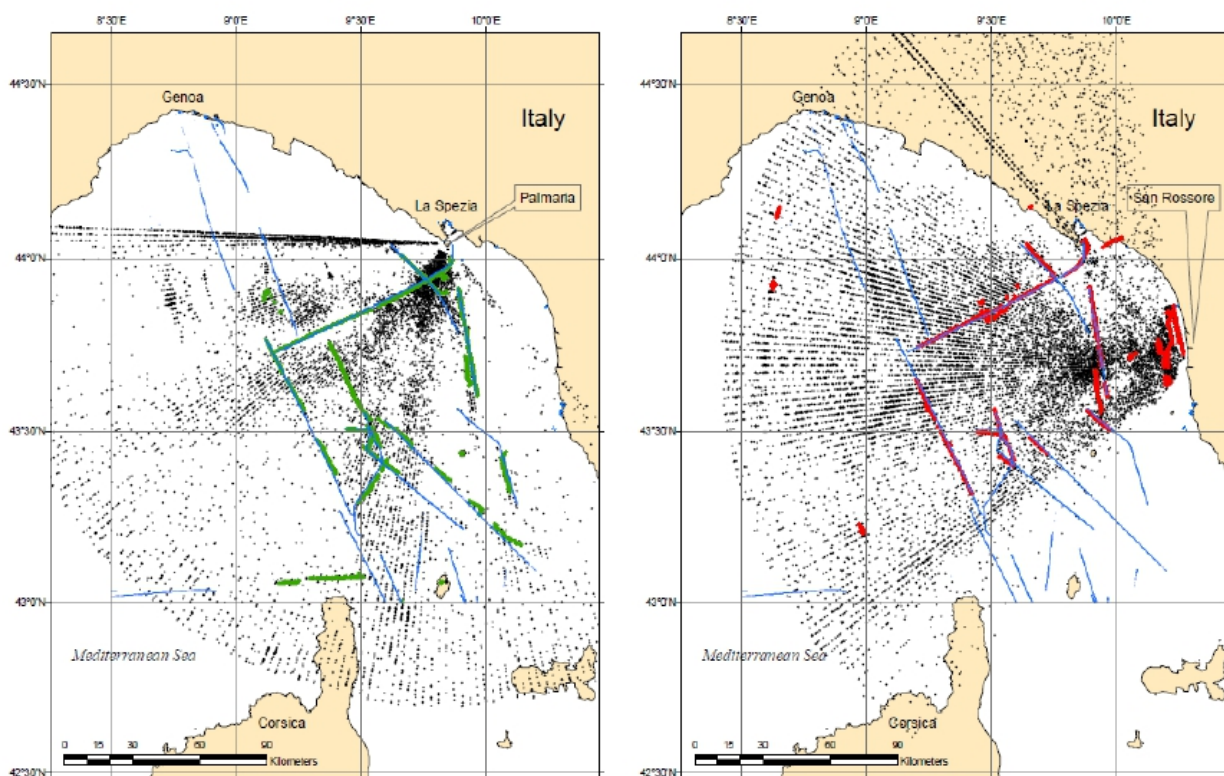 8°30'E 9°0'E 9°30'E 10°0'E
8°30'E 9°0'E 9°30'E 10°0'E
44°30'N
44°30'N
Genoa
Genoa
Italy
Italy
La Spezia
Palmaria
La Spezia
San Rossore
44°0'N
44°0'N
43°30'N
43°30'N
43°0'N
43°0'N
Mediterranean Sea
Mediterranean Sea
Corsica
Corsica
0 15 30 60 90
Kilometers
0 15 30 60 90
Kilometers
42°30'N
42°30'N